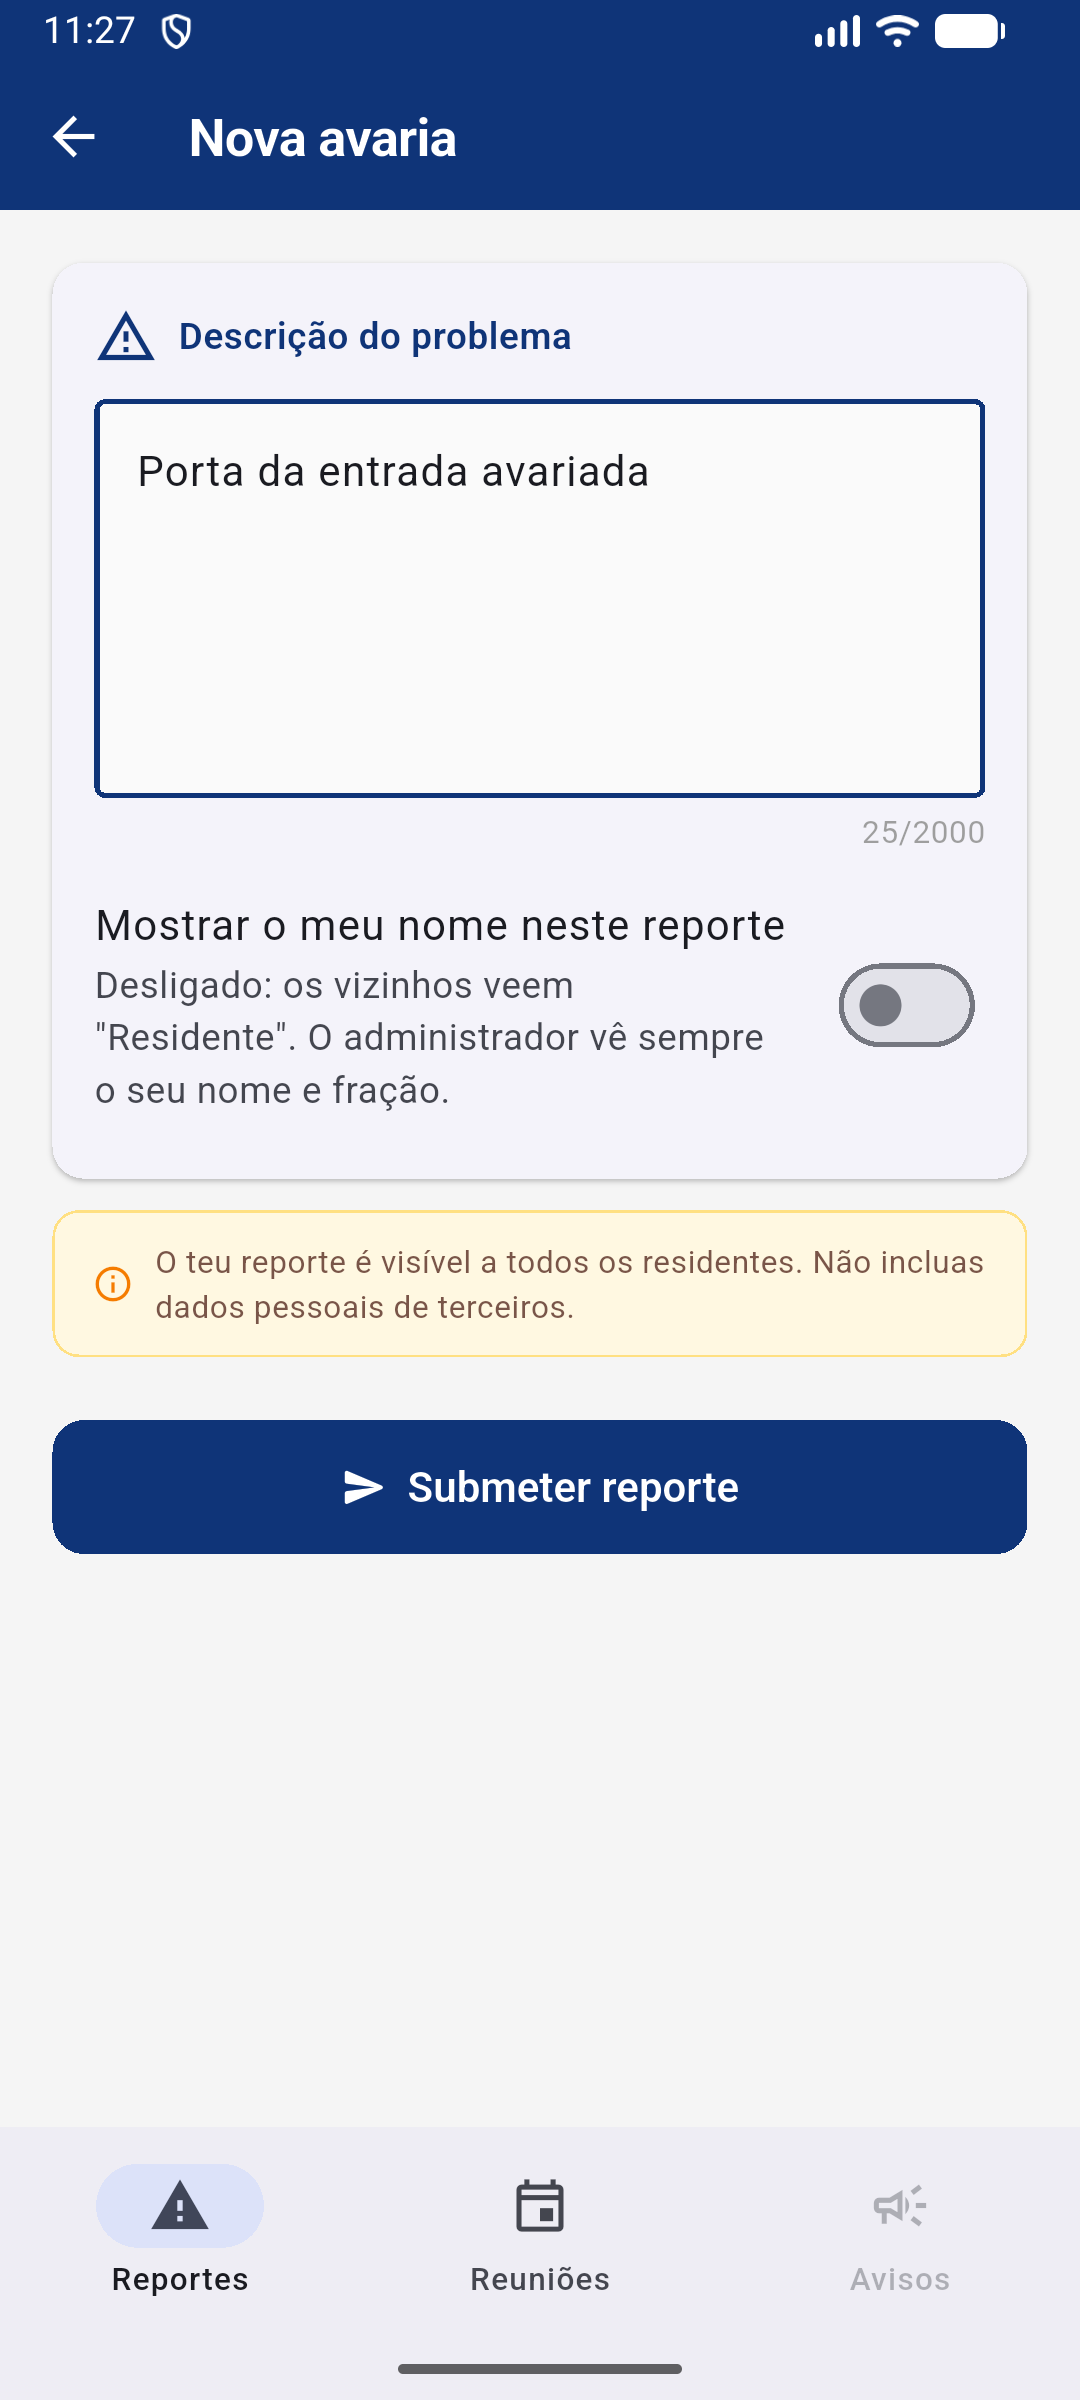 11:27
Nova avaria
Descrição do problema
Porta da entrada avariada
25/2000
Mostrar o meu nome neste reporte
Desligado: os vizinhos veem
"Residente". O administrador vê sempre
o seu nome e fração.
O teu reporte é visível a todos os residentes. Não incluas
dados pessoais de terceiros.
Submeter reporte
Reportes
Reuniões
Avisos